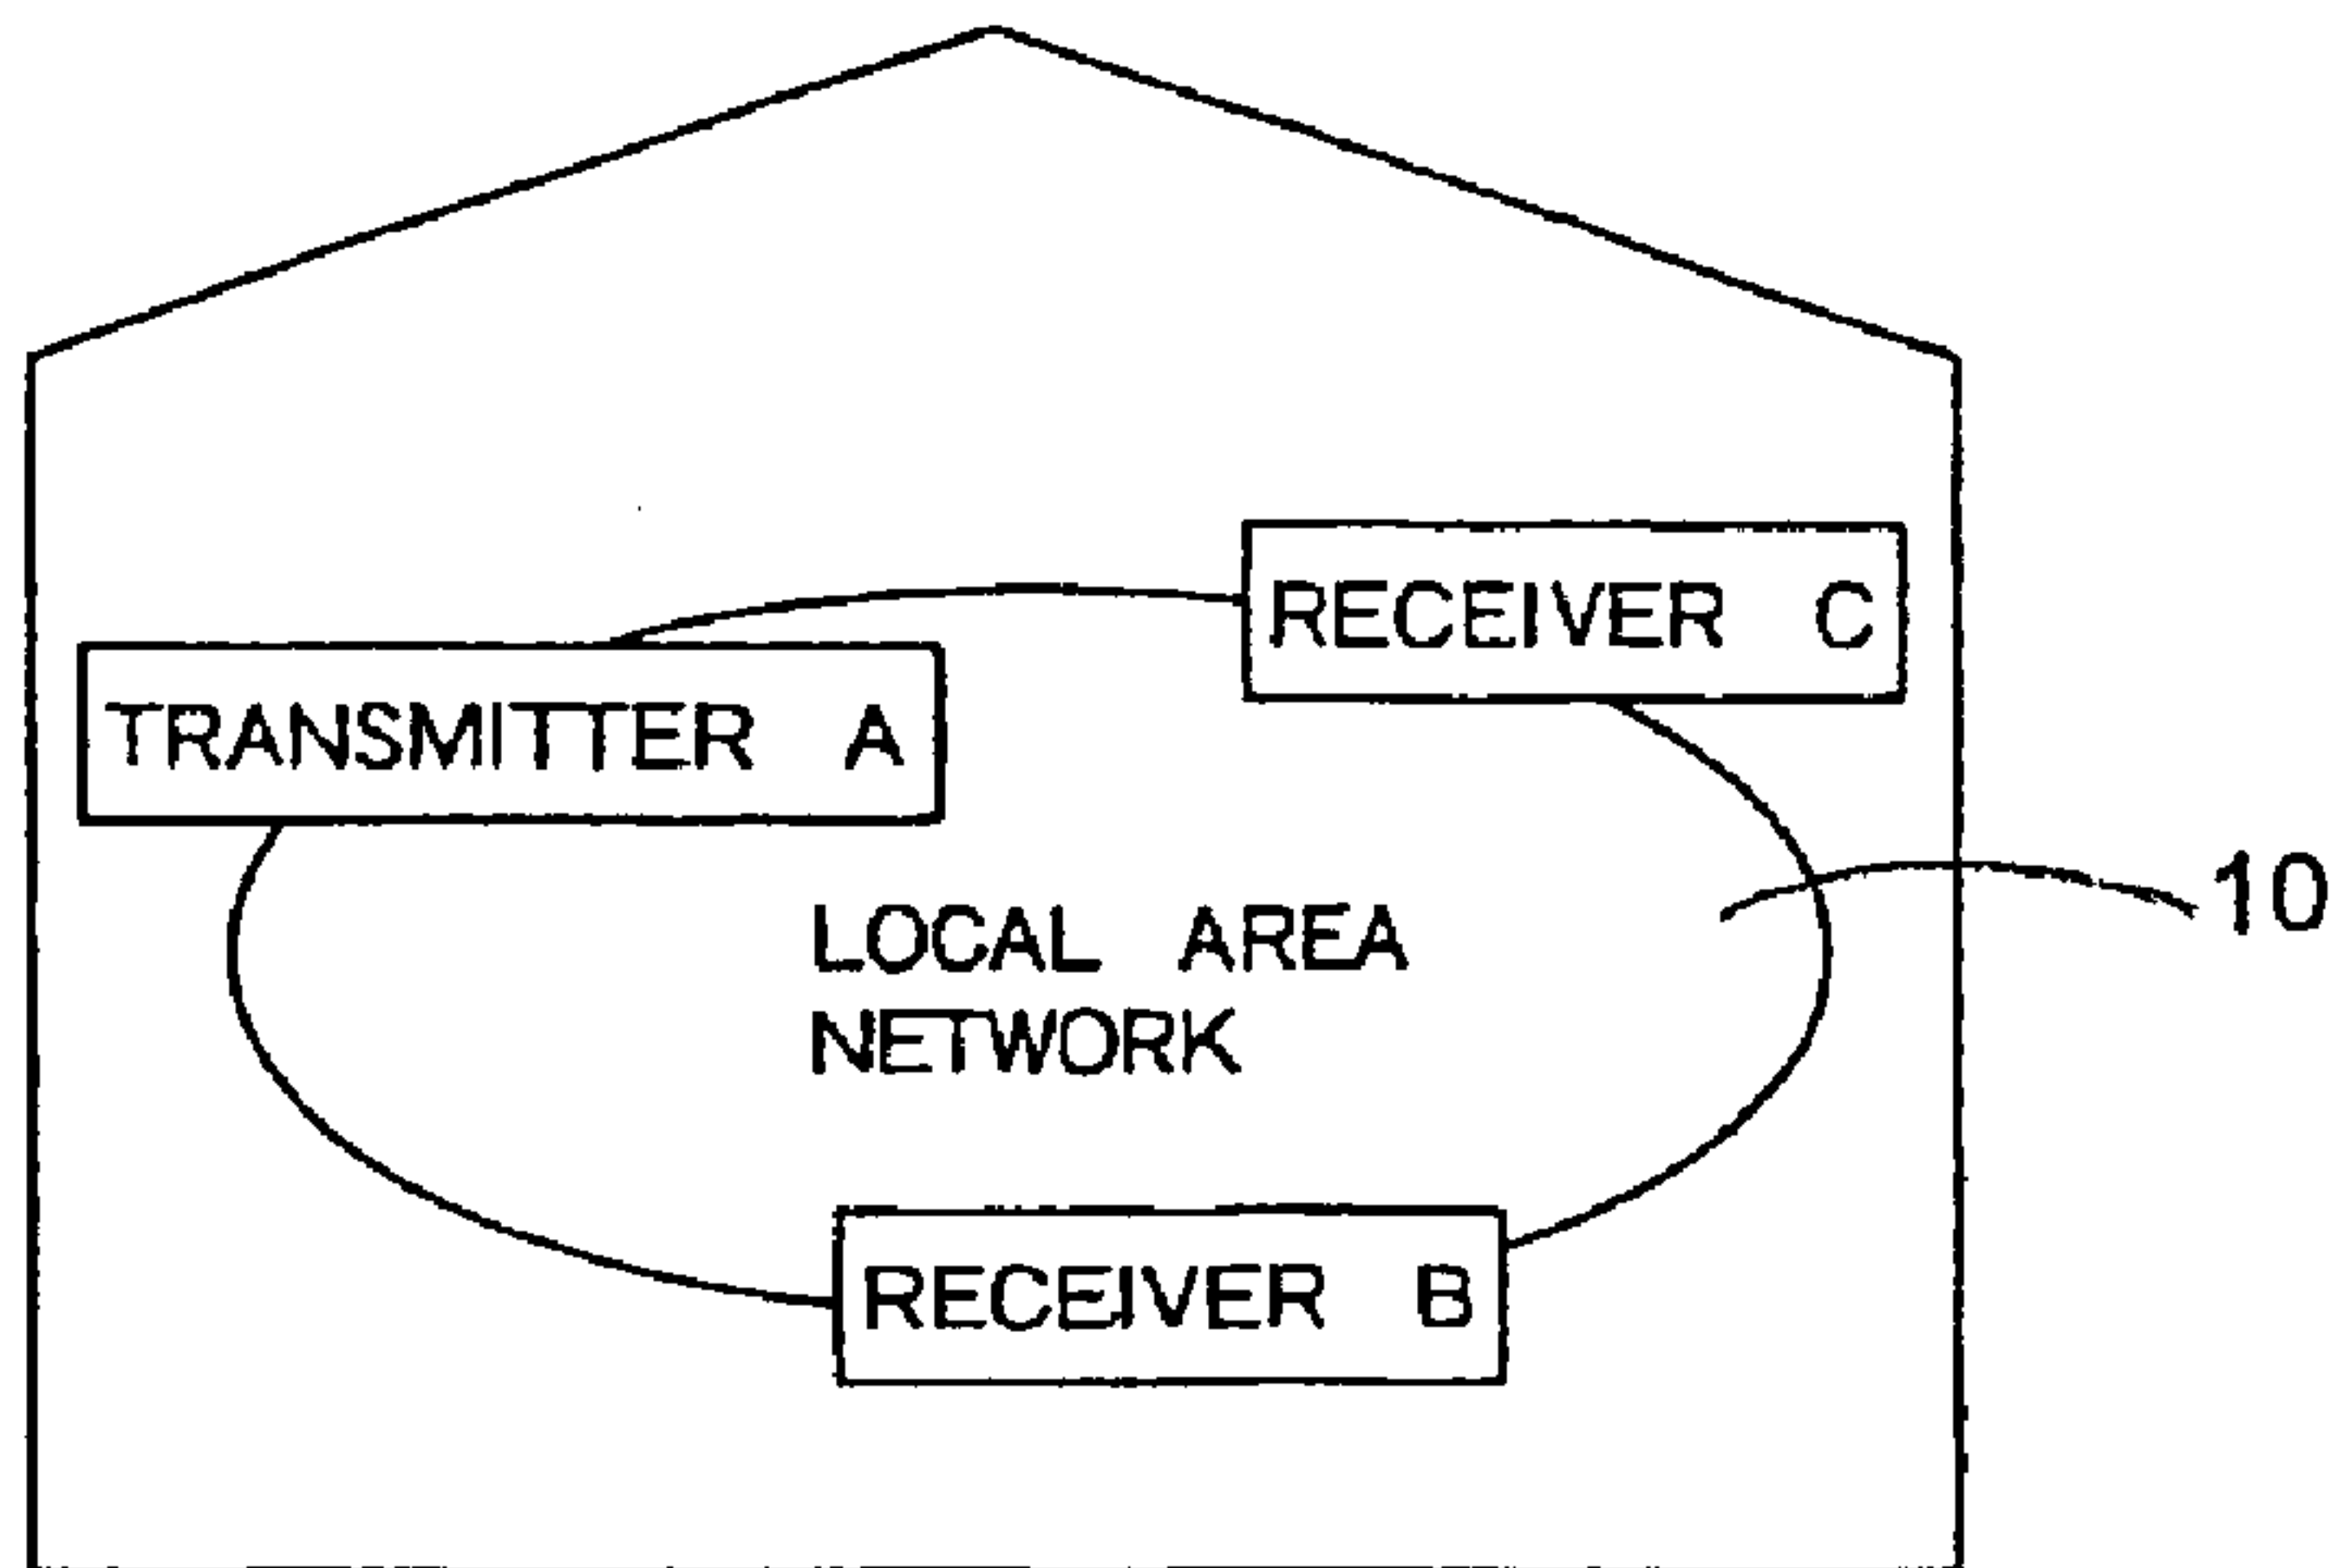 RECEIVER C
TRANSMITTER A
10
LOCAL AREA
NETWORK
RECEIVER B